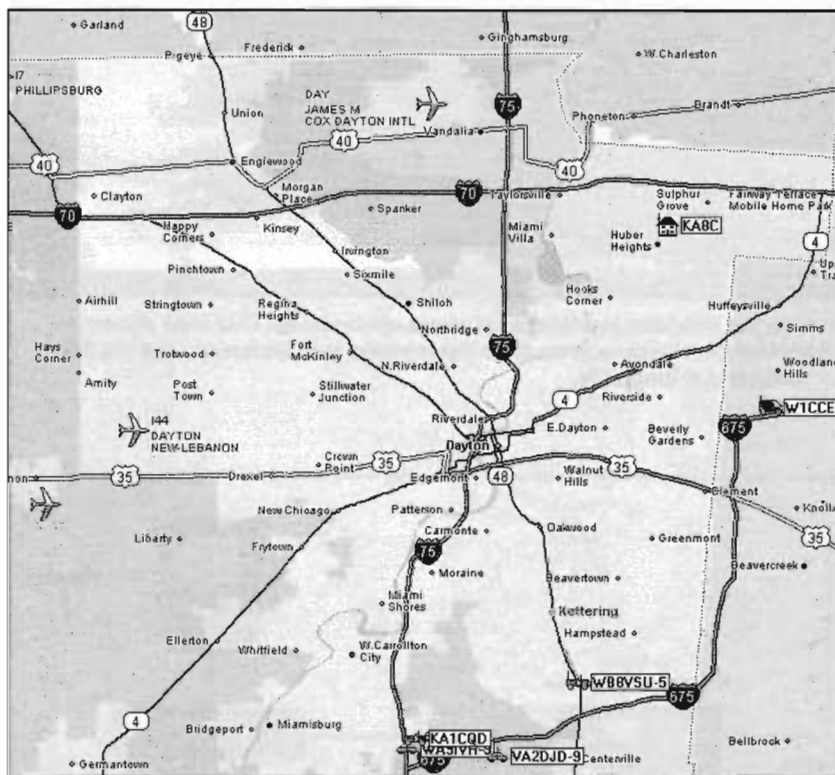 Garland
48
Ginghamsburg
Frederick
W.Charleston
Pigeye
I7
PHILLIPSBURG
DAY
JAMES M
COX DAYTON INTL
75
Brandt
Union
Phoneton
Vandalia
40
40
Englewood
40
Clayton
Morgan
Place
70
Taylorsville
Sulphur
Grove
Fairway Terrace
Mobile Home Park
70
Spanker
Kinsey
Happy
Corners
Miami
Villa
Huber
Heights
KA8C
4
Irvington
Pinchtown
Sixmile
Airhill
Stringtown
Regina
Heights
Shiloh
Hooks
Corner
Huffeysville
Northridge
Simms
Hays
Corner
Trotwood
Fort
McKinley
75
N.Riverdale
Avondale
Woodland
Hills
Amity
Post
Town
Stillwater
Junction
4
Riverside
W1CCE
Riverdale
675
I44
DAYTON
NEW-LEBANON
E.Dayton
Beverly
Gardens
Dayton
Crown
Point
35
35
non
35
Drexel
Edgemont
48
Walnut
Hills
Clement
New Chicago
Patterson
Knolly
Liberty
Frytown
Carmonte
Oakwood
Greenmont
35
75
Moraine
Beavertown
Beavercreek
Miami
Shores
Kettering
Ellerton
Whitfield
W.Carrollton
City
Hampstead
WB8VSU-5
675
4
Bridgeport
Miamisburg
KA1CQD
Bellbrock
Germantown
675
VA2DJD-9
Centerville